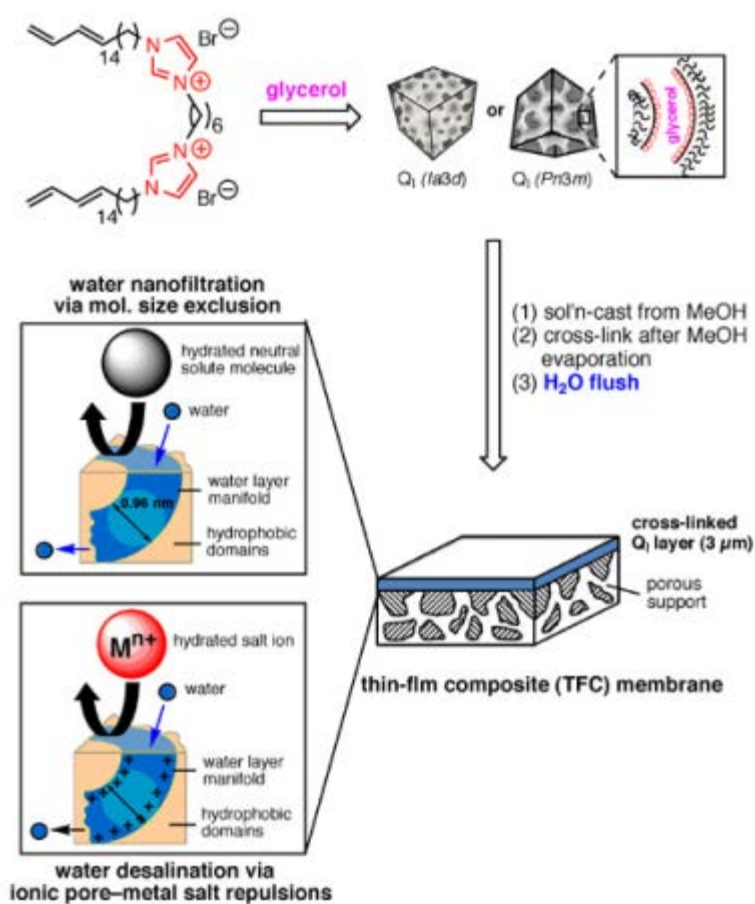 14
N
N
Br⊖
⊕
6
glycerol
or
glycerol
QI (Ia3d)
QI (Pn3m)
⊕
N
14
N
Br⊖
water nanofiltration
via mol. size exclusion
hydrated neutral
solute molecule
water
water layer
manifold
0.96 nm
hydrophobic
domains
(1) sol'n-cast from MeOH
(2) cross-link after MeOH
evaporation
(3) H2O flush
cross-linked
QI layer (3 µm)
porous
support
thin-flm composite (TFC) membrane
Mn+
hydrated salt ion
water
water layer
manifold
hydrophobic
domains
water desalination via
ionic pore–metal salt repulsions